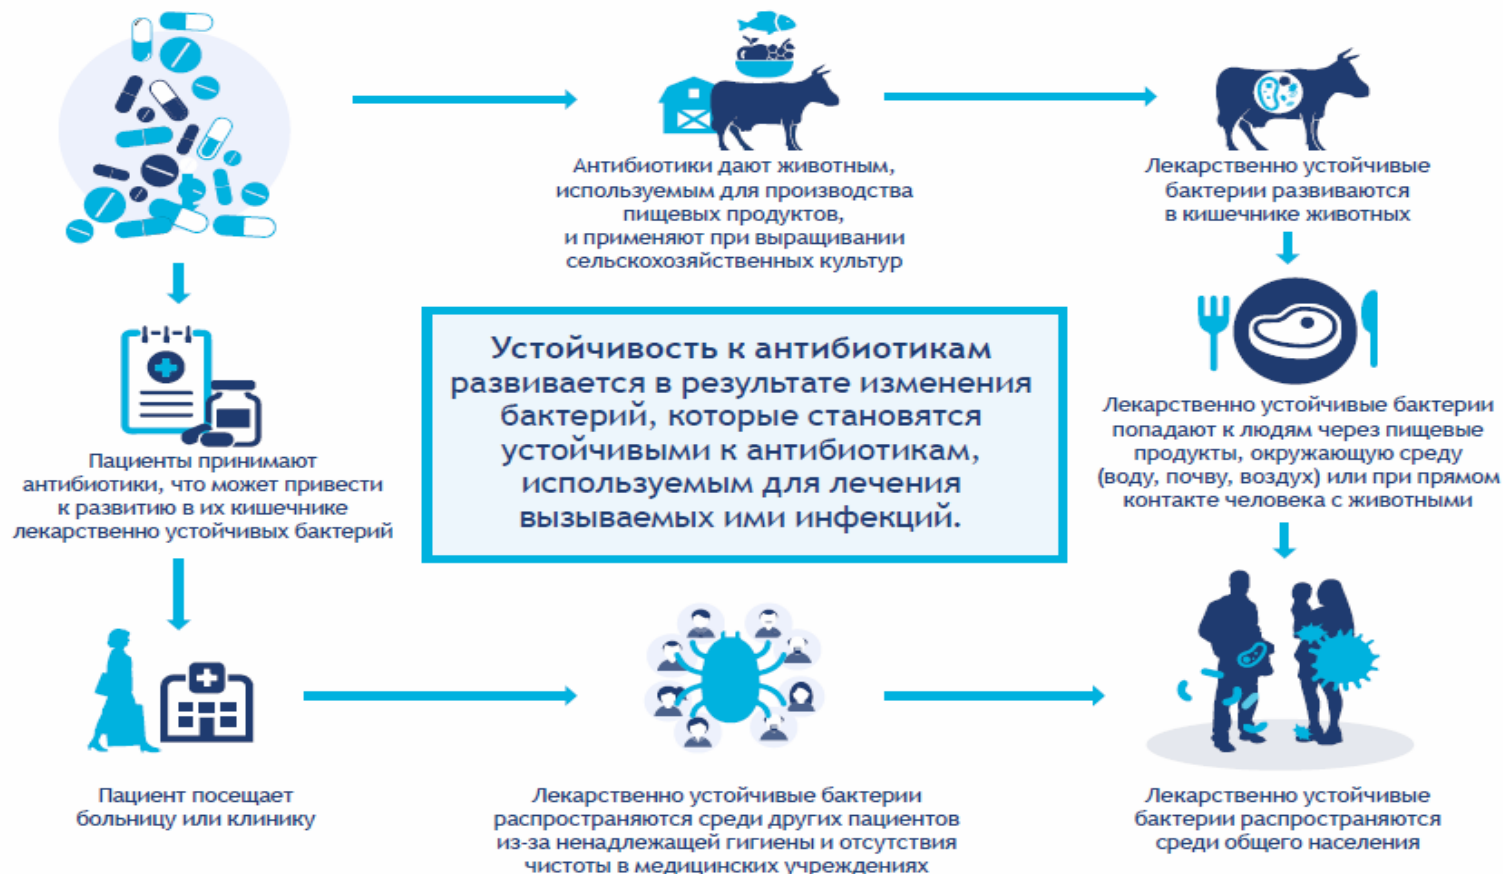 Антибиотики дают животным,
используемым для производства
пищевых продуктов,
и применяют при выращивании
сельскохозяйственных культур
Лекарственно устойчивые
бактерии развиваются
в кишечнике животных
Устойчивость к антибиотикам
развивается в результате изменения
бактерий, которые становятся
устойчивыми к антибиотикам,
используемым для лечения
вызываемых ими инфекций.
Лекарственно устойчивые бактерии
попадают к людям через пищевые
продукты, окружающую среду
(воду, почву, воздух) или при прямом
контакте человека с животными
Пациенты принимают
антибиотики, что может привести
к развитию в их кишечнике
лекарственно устойчивых бактерий
Пациент посещает
больницу или клинику
Лекарственно устойчивые бактерии
распространяются среди других пациентов
из-за ненадлежащей гигиены и отсутствия
чистоты в медицинских учреждениях
Лекарственно устойчивые
бактерии распространяются
среди общего населения